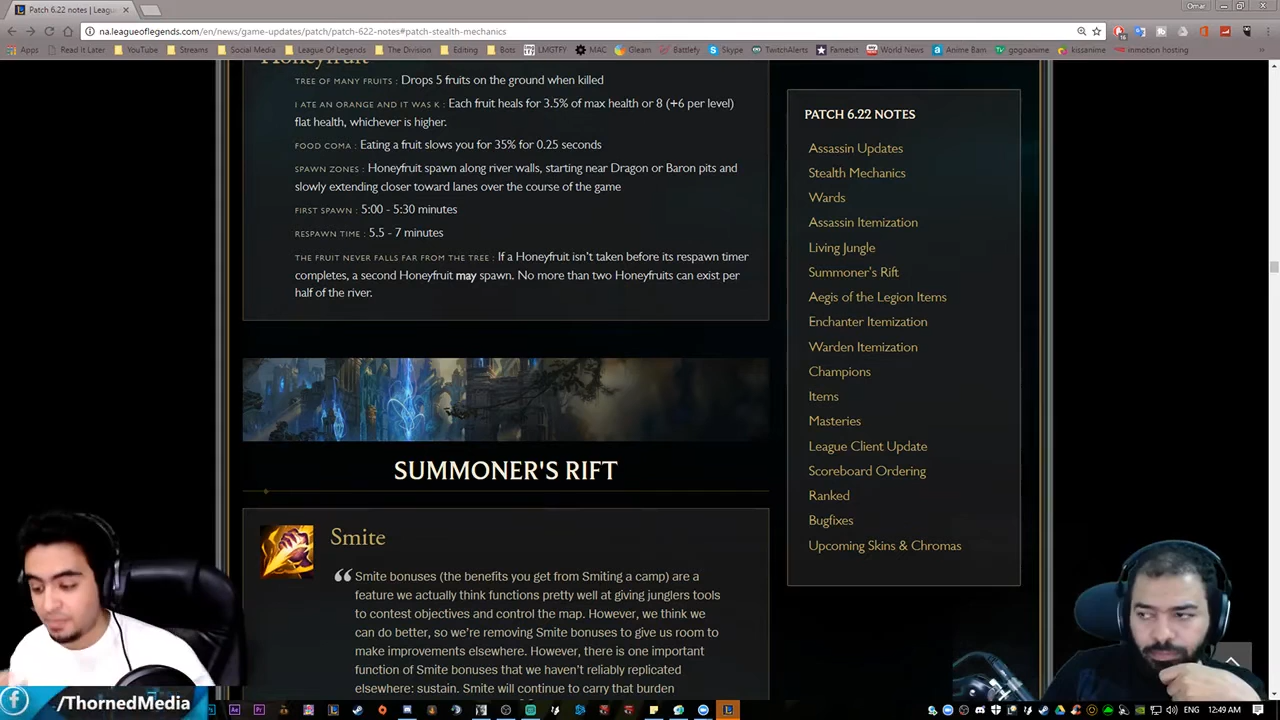 Patch 6.22 notes | Leagu
Omar
na.leagueoflegends.com/en/news/game-updates/patch/patch-622-notes#patch-stealth-mechanics
Apps Read it Later YouTube Streams Social Media League Of Legends The Division Editing Bots LMGTFY MAC Gleam Battlefy Skype TwitchAlerts Famebit World News Anime Bam gogoanime kissanime inmotion hosting
Honeyfruit
TREE OF MANY FRUITS : Drops 5 fruits on the ground when killed
I ATE AN ORANGE AND IT WAS K : Each fruit heals for 3.5% of max health or 8 (+6 per level)
flat health, whichever is higher.
FOOD COMA : Eating a fruit slows you for 35% for 0.25 seconds
SPAWN ZONES : Honeyfruit spawn along river walls, starting near Dragon or Baron pits and
slowly extending closer toward lanes over the course of the game
FIRST SPAWN : 5:00 - 5:30 minutes
RESPAWN TIME : 5.5 - 7 minutes
THE FRUIT NEVER FALLS FAR FROM THE TREE : If a Honeyfruit isn't taken before its respawn timer
completes, a second Honeyfruit may spawn. No more than two Honeyfruits can exist per
half of the river.
SUMMONER'S RIFT
Smite
“ Smite bonuses (the benefits you get from Smiting a camp) are a
feature we actually think functions pretty well at giving junglers tools
to contest objectives and control the map. However, we think we
can do better, so we're removing Smite bonuses to give us room to
make improvements elsewhere. However, there is one important
function of Smite bonuses that we haven't reliably replicated
elsewhere: sustain. Smite will continue to carry that burden
PATCH 6.22 NOTES
Assassin Updates
Stealth Mechanics
Wards
Assassin Itemization
Living Jungle
Summoner's Rift
Aegis of the Legion Items
Enchanter Itemization
Warden Itemization
Champions
Items
Masteries
League Client Update
Scoreboard Ordering
Ranked
Bugfixes
Upcoming Skins & Chromas
/ThornedMedia
12:49 AM